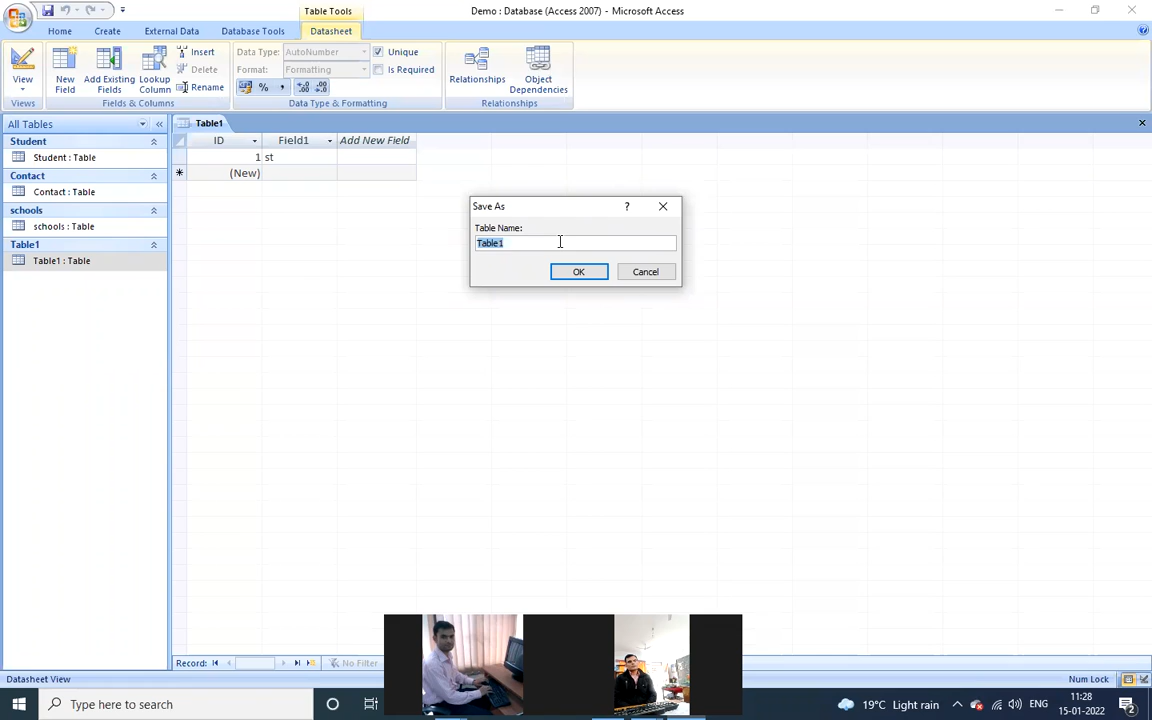 Table Tools
Demo : Database (Access 2007) - Microsoft Access
Home
Create
External Data
Database Tools
Datasheet
View
Views
New Field
Add Existing Fields
Lookup Column
Insert
Delete
Rename
Fields & Columns
Data Type: AutoNumber
Format: Formatting
%
,
Unique
Is Required
Data Type & Formatting
Relationships
Object Dependencies
Relationships
All Tables
Student
Student : Table
Contact
Contact : Table
schools
schools : Table
Table1
Table1 : Table
Table1
ID
Field1
Add New Field
1
st
(New)
Save As
?
Table Name:
Table1
OK
Cancel
Record:
No Filter
Datasheet View
Num Lock
Type here to search
19°C Light rain
ENG
11:28
15-01-2022
2